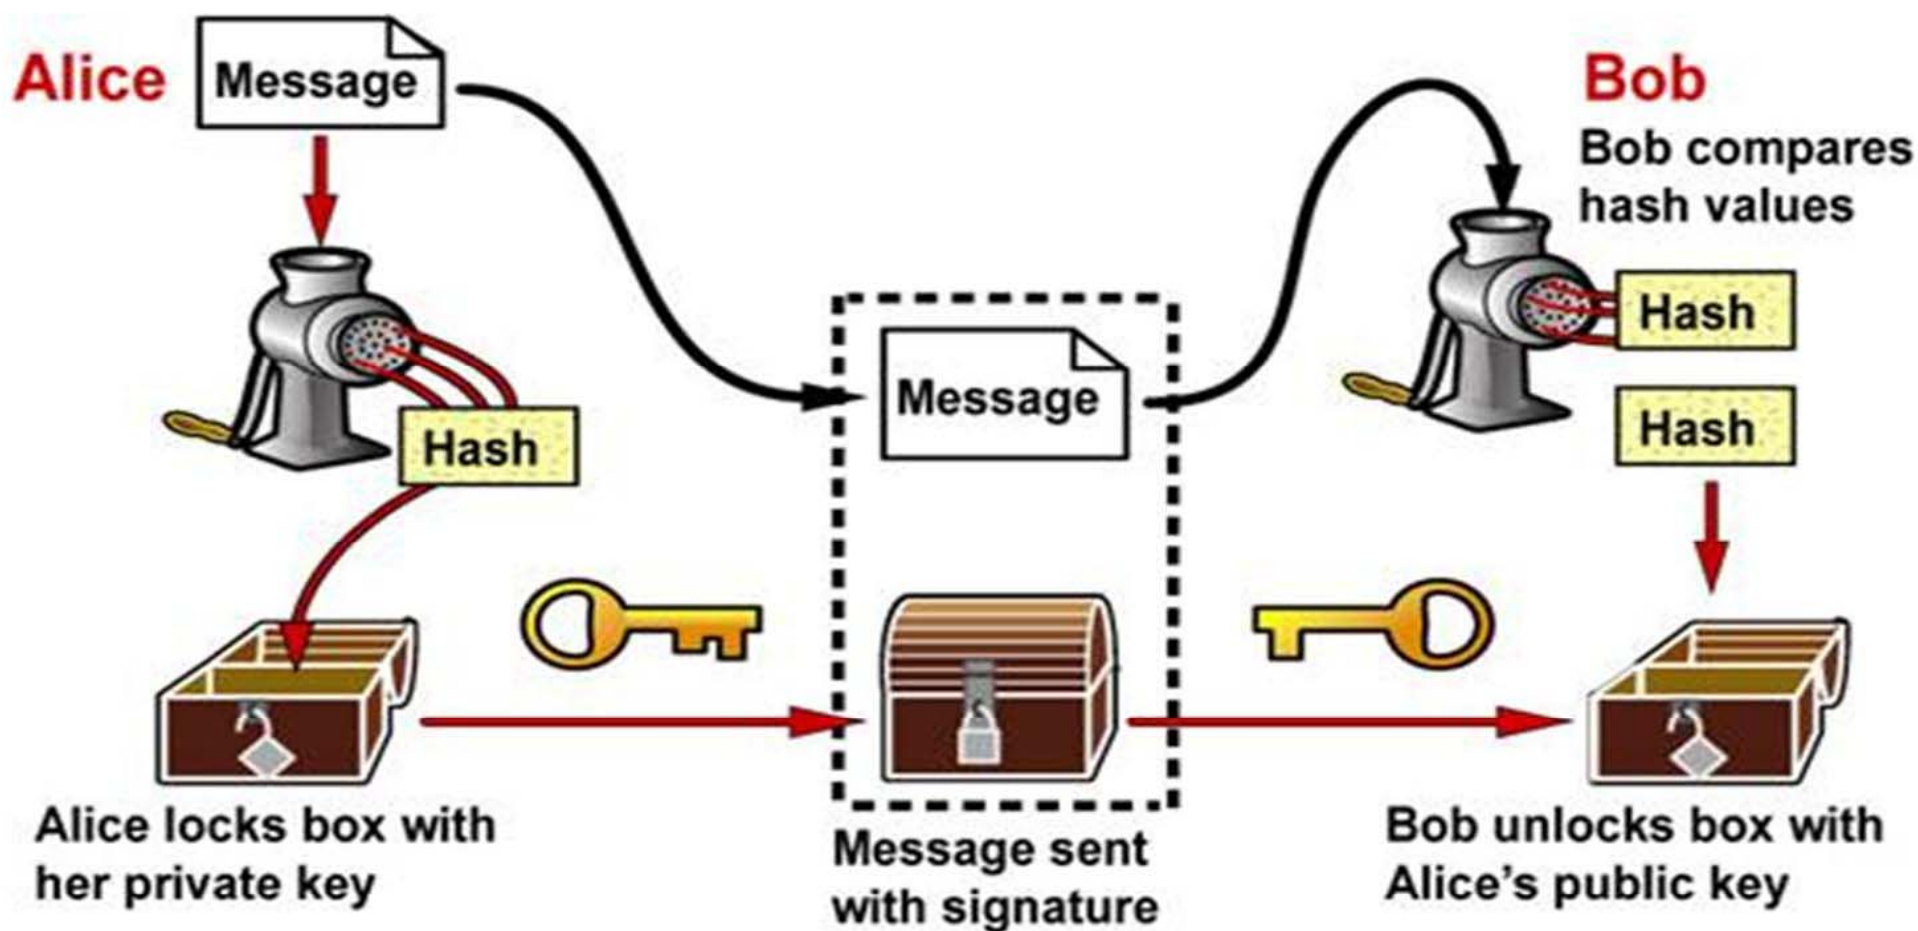 Alice
Message
Bob
Bob compares
hash values
Hash
Message
Hash
Hash
Alice locks box with
her private key
Message sent
with signature
Bob unlocks box with
Alice's public key